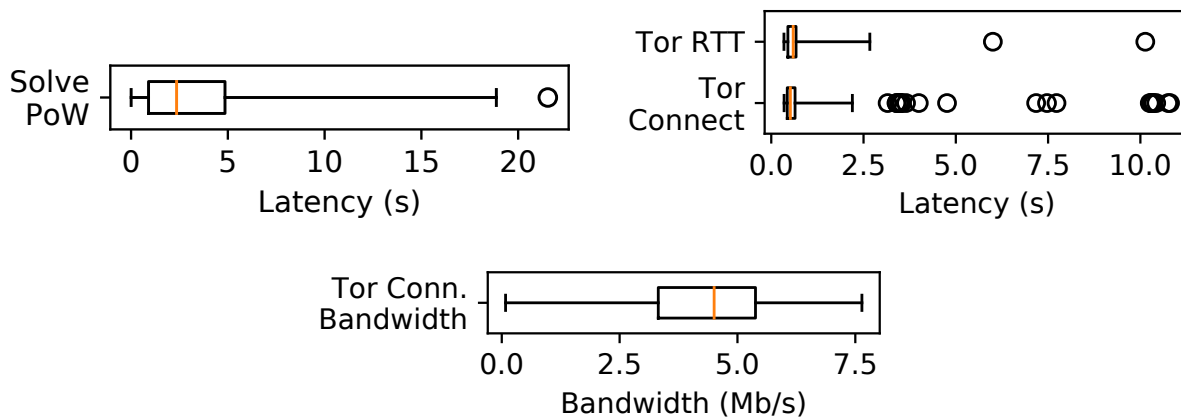 Solve
PoW
0 5 10 15 20
Latency (s)
Tor RTT
Tor
Connect
0.0 2.5 5.0 7.5 10.0
Latency (s)
Tor Conn.
Bandwidth
0.0 2.5 5.0 7.5
Bandwidth (Mb/s)